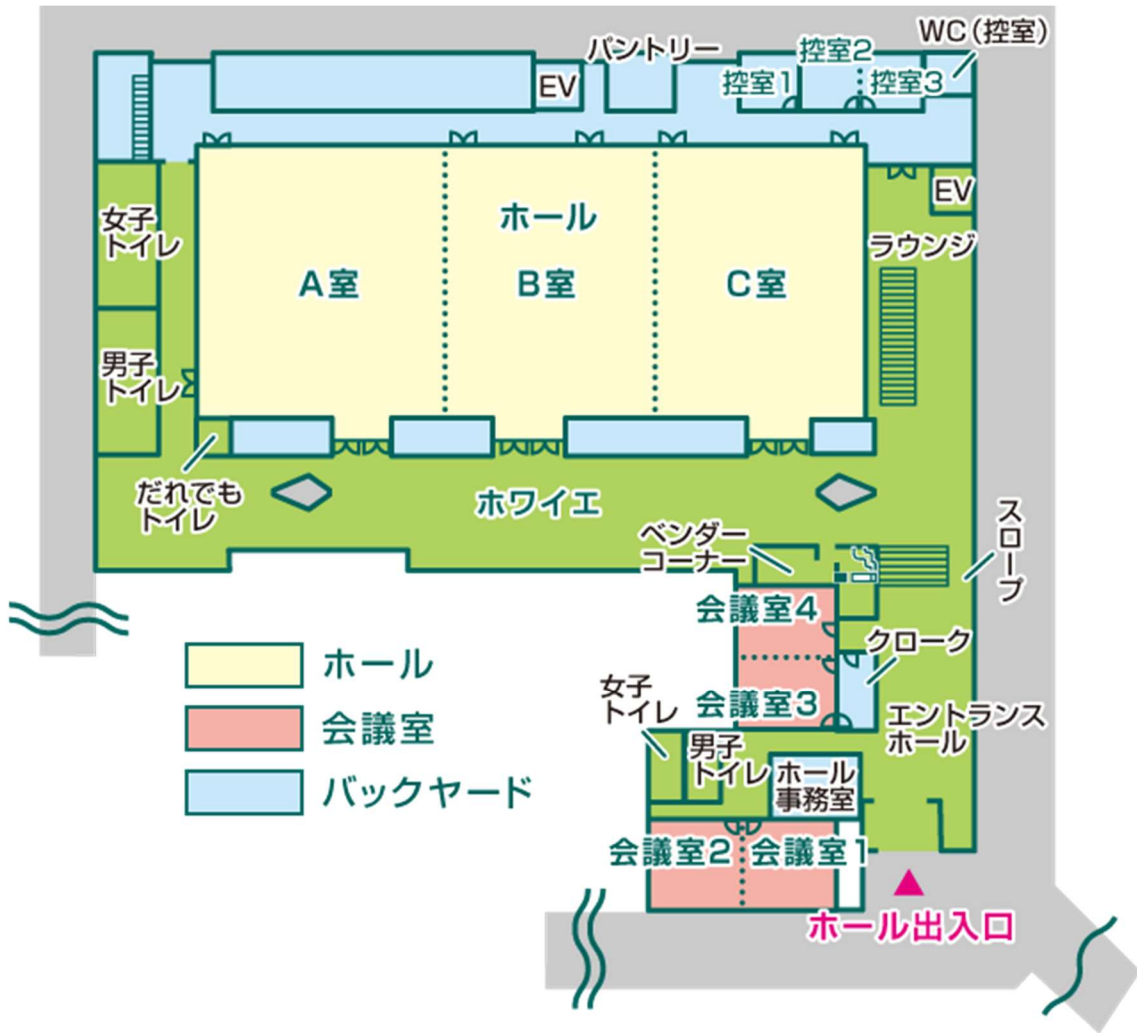 WC(控室)
パントリー
控室2
控室1
控室3
EV
EV
女子
トイレ
ホール
ラウンジ
A室
B室
C室
男子
トイレ
だれでも
トイレ
ホワイエ
ベンダー
コーナー
スロープ
会議室4
クローク
ホール
会議室
バックヤード
女子
トイレ
会議室3
エントランス
ホール
男子
トイレ
ホール
事務室
会議室2
会議室1
ホール出入口